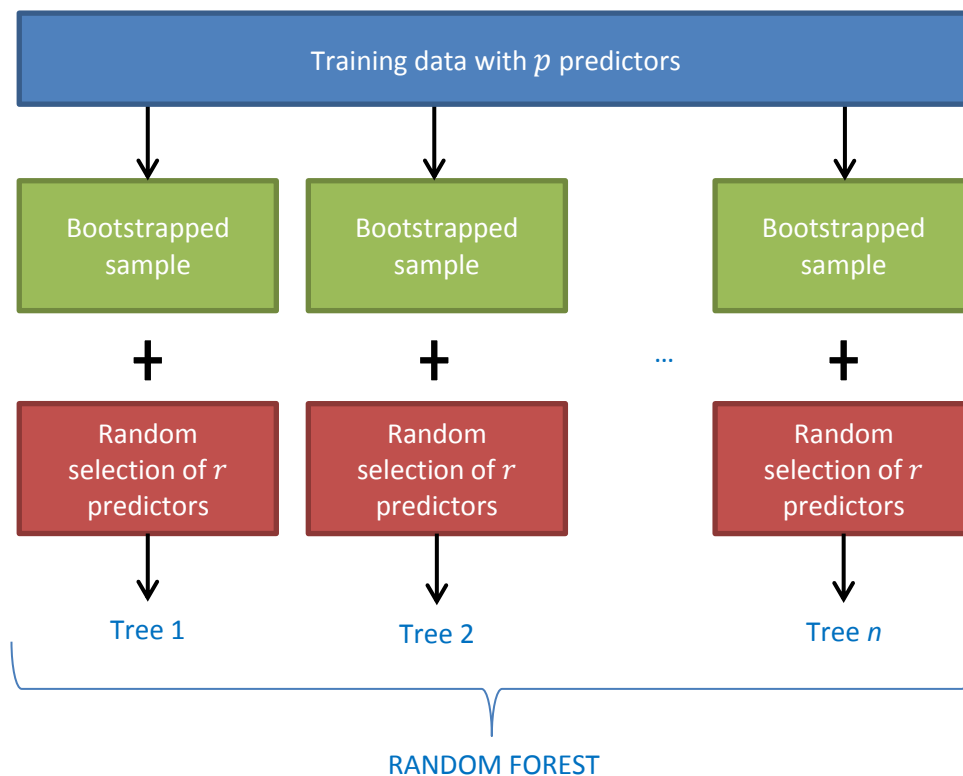 Training data with p predictors
Bootstrapped
sample
Bootstrapped
sample
Bootstrapped
sample
+
+
...
+
Random
selection of r
predictors
Random
selection of r
predictors
Random
selection of r
predictors
Tree 1
Tree 2
Tree n
RANDOM FOREST